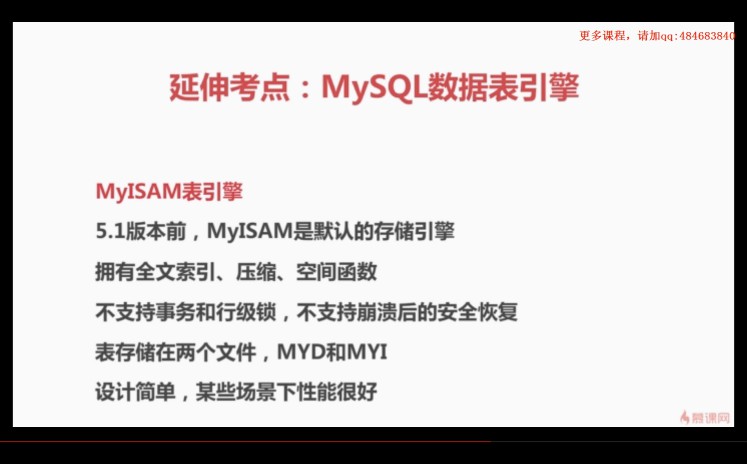 更多课程，请加qq:484683840
延伸考点：MySQL数据表引擎
MyISAM表引擎
5.1版本前，MyISAM是默认的存储引擎
拥有全文索引、压缩、空间函数
不支持事务和行级锁，不支持崩溃后的安全恢复
表存储在两个文件，MYD和MYI
设计简单，某些场景下性能很好
慕课网